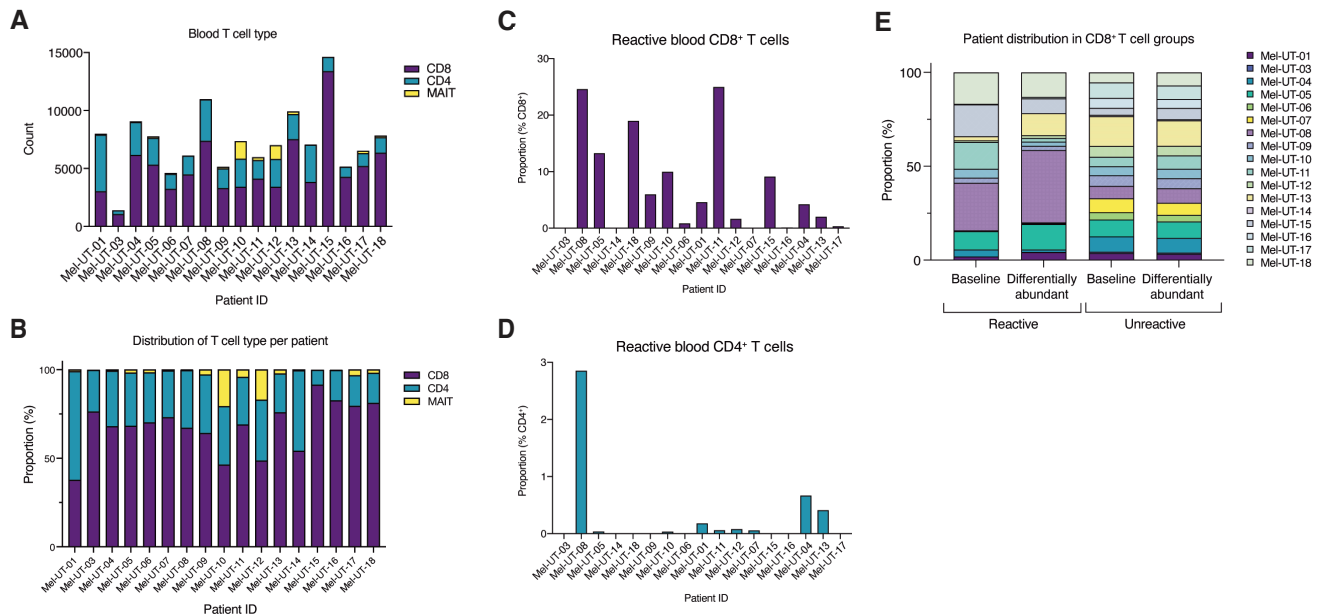 A
Blood T cell type
15000
10000
5000
0
Count
CD8
CD4
MAIT
Mel-UT-01
Mel-UT-03
Mel-UT-04
Mel-UT-05
Mel-UT-06
Mel-UT-07
Mel-UT-08
Mel-UT-09
Mel-UT-10
Mel-UT-11
Mel-UT-12
Mel-UT-13
Mel-UT-14
Mel-UT-15
Mel-UT-16
Mel-UT-17
Mel-UT-18
Patient ID
B
Distribution of T cell type per patient
100
50
0
Proportion (%)
CD8
CD4
MAIT
Mel-UT-01
Mel-UT-03
Mel-UT-04
Mel-UT-05
Mel-UT-06
Mel-UT-07
Mel-UT-08
Mel-UT-09
Mel-UT-10
Mel-UT-11
Mel-UT-12
Mel-UT-13
Mel-UT-14
Mel-UT-15
Mel-UT-16
Mel-UT-17
Mel-UT-18
Patient ID
C
Reactive blood CD8⁺ T cells
30
20
10
0
Proportion (% CD8⁺)
Mel-UT-03
Mel-UT-08
Mel-UT-05
Mel-UT-14
Mel-UT-18
Mel-UT-09
Mel-UT-10
Mel-UT-06
Mel-UT-01
Mel-UT-11
Mel-UT-12
Mel-UT-07
Mel-UT-15
Mel-UT-16
Mel-UT-04
Mel-UT-13
Mel-UT-17
Patient ID
D
Reactive blood CD4⁺ T cells
3
2
1
0
Proportion (% CD4⁺)
Mel-UT-03
Mel-UT-08
Mel-UT-05
Mel-UT-14
Mel-UT-18
Mel-UT-09
Mel-UT-10
Mel-UT-06
Mel-UT-01
Mel-UT-11
Mel-UT-12
Mel-UT-07
Mel-UT-15
Mel-UT-16
Mel-UT-04
Mel-UT-13
Mel-UT-17
Patient ID
E
Patient distribution in CD8⁺ T cell groups
100
50
0
Proportion (%)
Baseline
Differentially
abundant
Baseline
Differentially
abundant
Reactive
Unreactive
Mel-UT-01
Mel-UT-03
Mel-UT-04
Mel-UT-05
Mel-UT-06
Mel-UT-07
Mel-UT-08
Mel-UT-09
Mel-UT-10
Mel-UT-11
Mel-UT-12
Mel-UT-13
Mel-UT-14
Mel-UT-15
Mel-UT-16
Mel-UT-17
Mel-UT-18